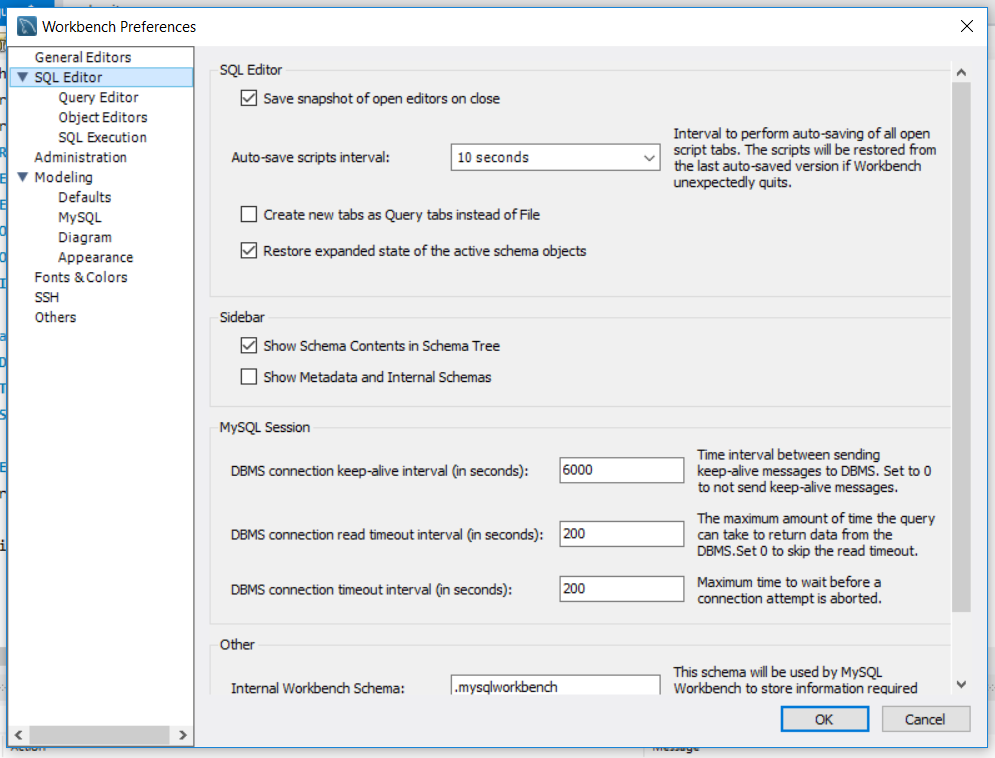 Workbench Preferences
General Editors
SQL Editor
Query Editor
Object Editors
SQL Execution
Administration
Modeling
Defaults
MySQL
Diagram
Appearance
Fonts & Colors
SSH
Others
SQL Editor
Save snapshot of open editors on close
Auto-save scripts interval:
10 seconds
Interval to perform auto-saving of all open
script tabs. The scripts will be restored from
the last auto-saved version if Workbench
unexpectedly quits.
Create new tabs as Query tabs instead of File
Restore expanded state of the active schema objects
Sidebar
Show Schema Contents in Schema Tree
Show Metadata and Internal Schemas
MySQL Session
DBMS connection keep-alive interval (in seconds):
6000
Time interval between sending
keep-alive messages to DBMS. Set to 0
to not send keep-alive messages.
DBMS connection read timeout interval (in seconds):
200
The maximum amount of time the query
can take to return data from the
DBMS.Set 0 to skip the read timeout.
DBMS connection timeout interval (in seconds):
200
Maximum time to wait before a
connection attempt is aborted.
Other
Internal Workbench Schema:
.mysqlworkbench
This schema will be used by MySQL
Workbench to store information required
OK
Cancel
Action
Message